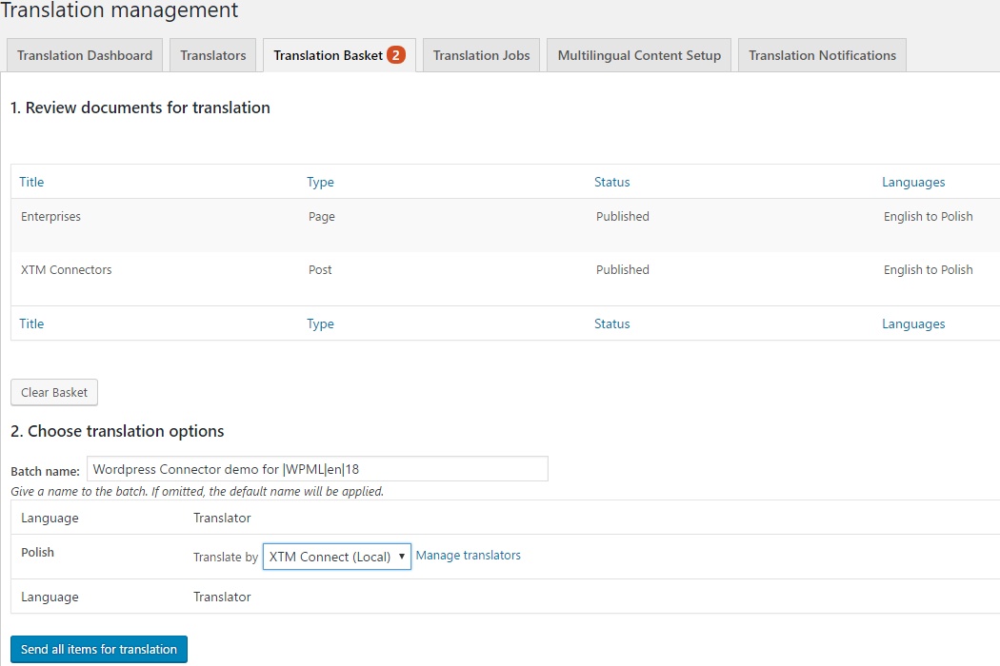 Translation management
Translation Dashboard Translators Translation Basket 2 Translation Jobs Multilingual Content Setup Translation Notifications
1. Review documents for translation
Title Type Status Languages
Enterprises Page Published English to Polish
XTM Connectors Post Published English to Polish
Title Type Status Languages
Clear Basket
2. Choose translation options
Batch name: Wordpress Connector demo for |WPML|en|18
Give a name to the batch. If omitted, the default name will be applied.
Language Translator
Polish Translate by XTM Connect (Local) Manage translators
Language Translator
Send all items for translation